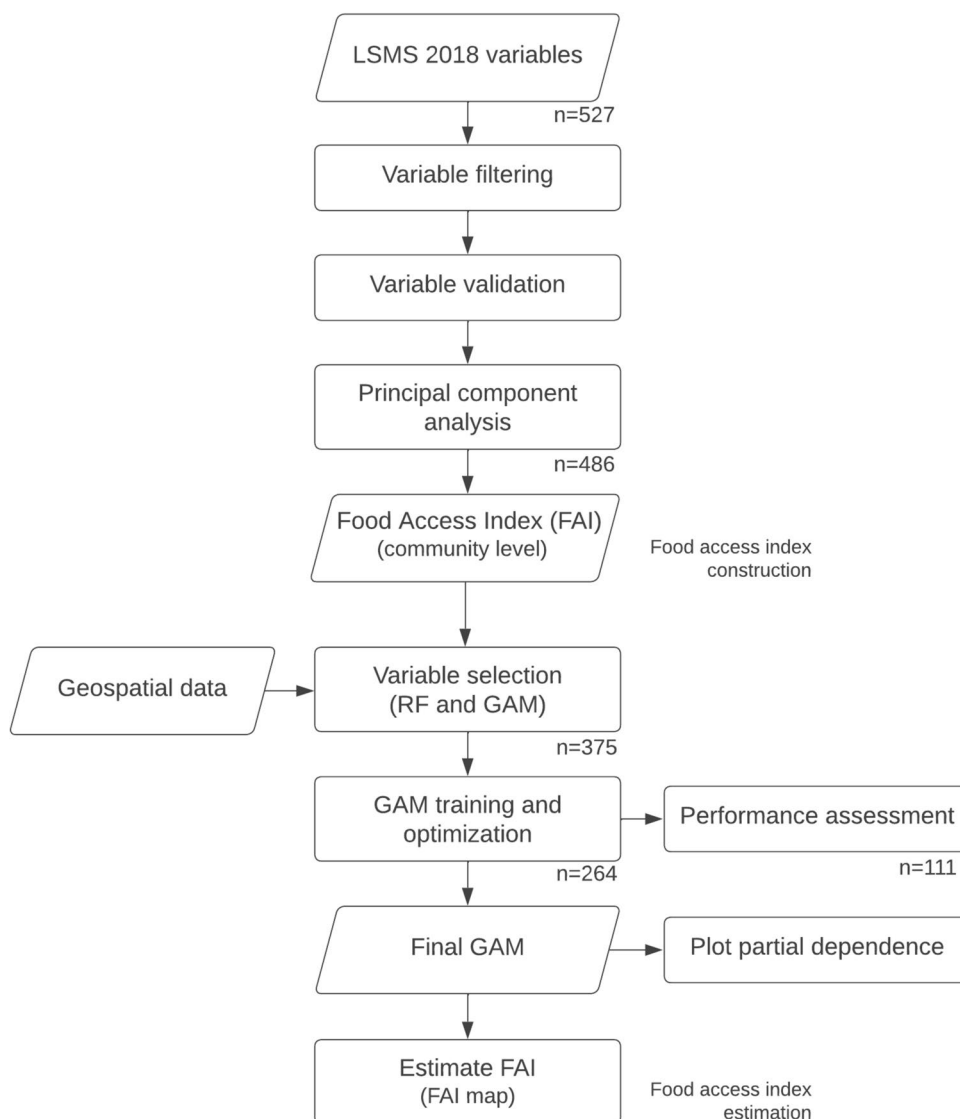 LSMS 2018 variables
n=527
Variable filtering
Variable validation
Principal component
analysis
n=486
Food Access Index (FAI)
(community level)
Food access index
construction
Geospatial data
Variable selection
(RF and GAM)
n=375
GAM training and
optimization
Performance assessment
n=264
n=111
Final GAM
Plot partial dependence
Estimate FAI
(FAI map)
Food access index
estimation